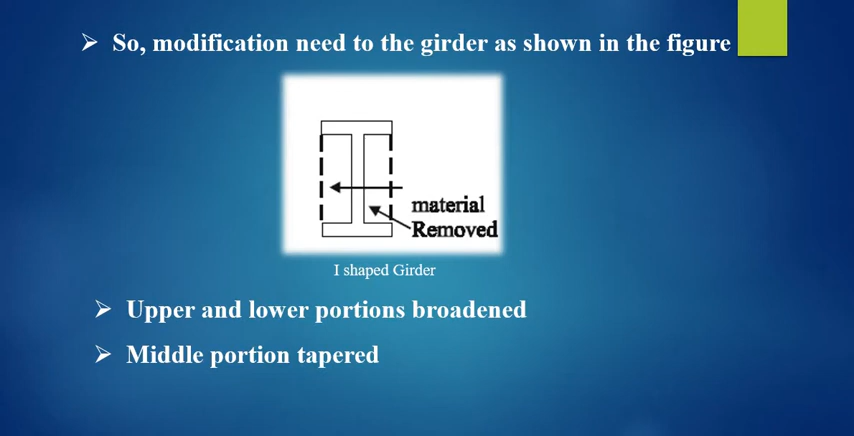 So, modification need to the girder as shown in the figure
material
Removed
I shaped Girder
Upper and lower portions broadened
Middle portion tapered